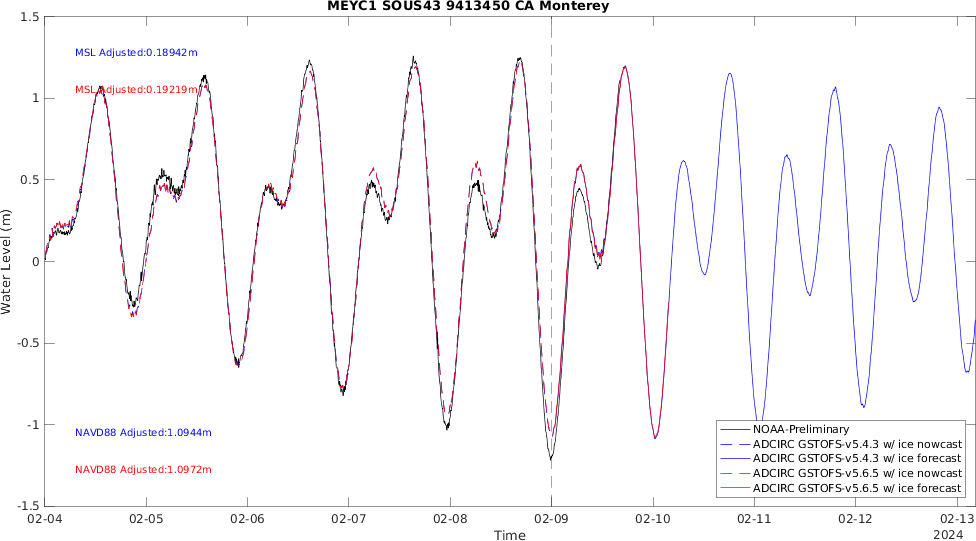 MEYC1 SOUS43 9413450 CA Monterey
1.5
MSL Adjusted:0.18942m
1
MSL Adjusted:0.19219m
0.5
Water Level (m)
0
-0.5
-1
NAVD88 Adjusted:1.0944m
NAVD88 Adjusted:1.0972m
-1.5
NOAA-Preliminary
ADCIRC GSTOFS-v5.4.3 w/ ice nowcast
ADCIRC GSTOFS-v5.4.3 w/ ice forecast
ADCIRC GSTOFS-v5.6.5 w/ ice nowcast
ADCIRC GSTOFS-v5.6.5 w/ ice forecast
02-04 02-05 02-06 02-07 02-08 02-09 02-10 02-11 02-12 02-13
Time
2024